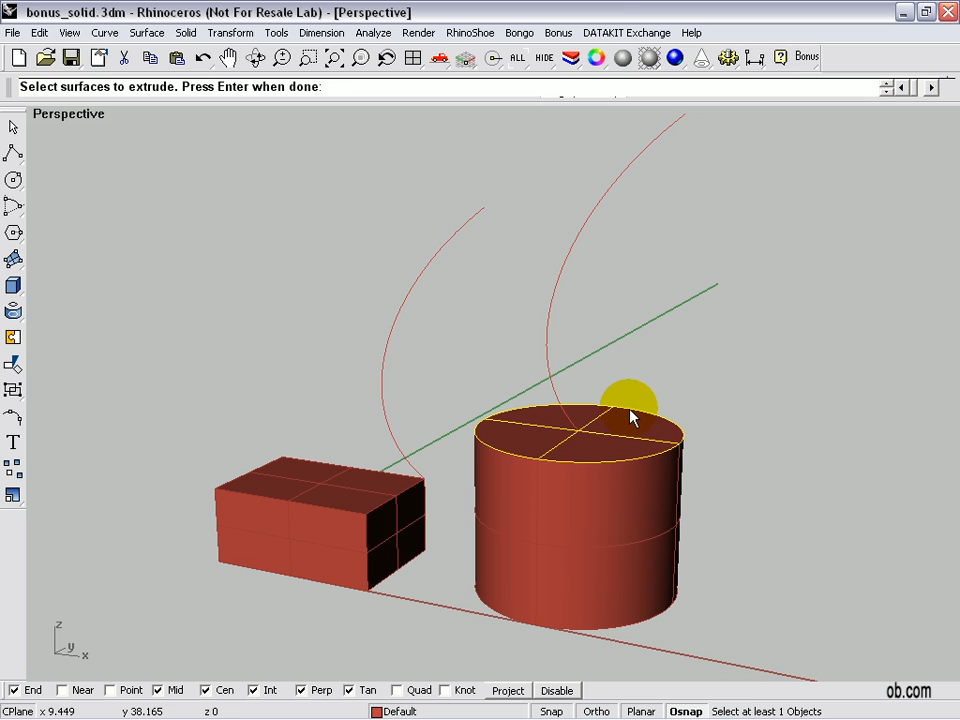 bonus_solid.3dm - Rhinoceros (Not For Resale Lab) - [Perspective]
File Edit View Curve Surface Solid Transform Tools Dimension Analyze Render RhinoShoe Bongo Bonus DATAKIT Exchange Help
ALL HIDE Bonus
Select surfaces to extrude. Press Enter when done:
Perspective
T
z
y
x
End Near Point Mid Cen Int Perp Tan Quad Knot Project Disable
ob.com
CPlane x 9.449 y 38.165 z 0 Default Snap Ortho Planar Osnap Select at least 1 Objects